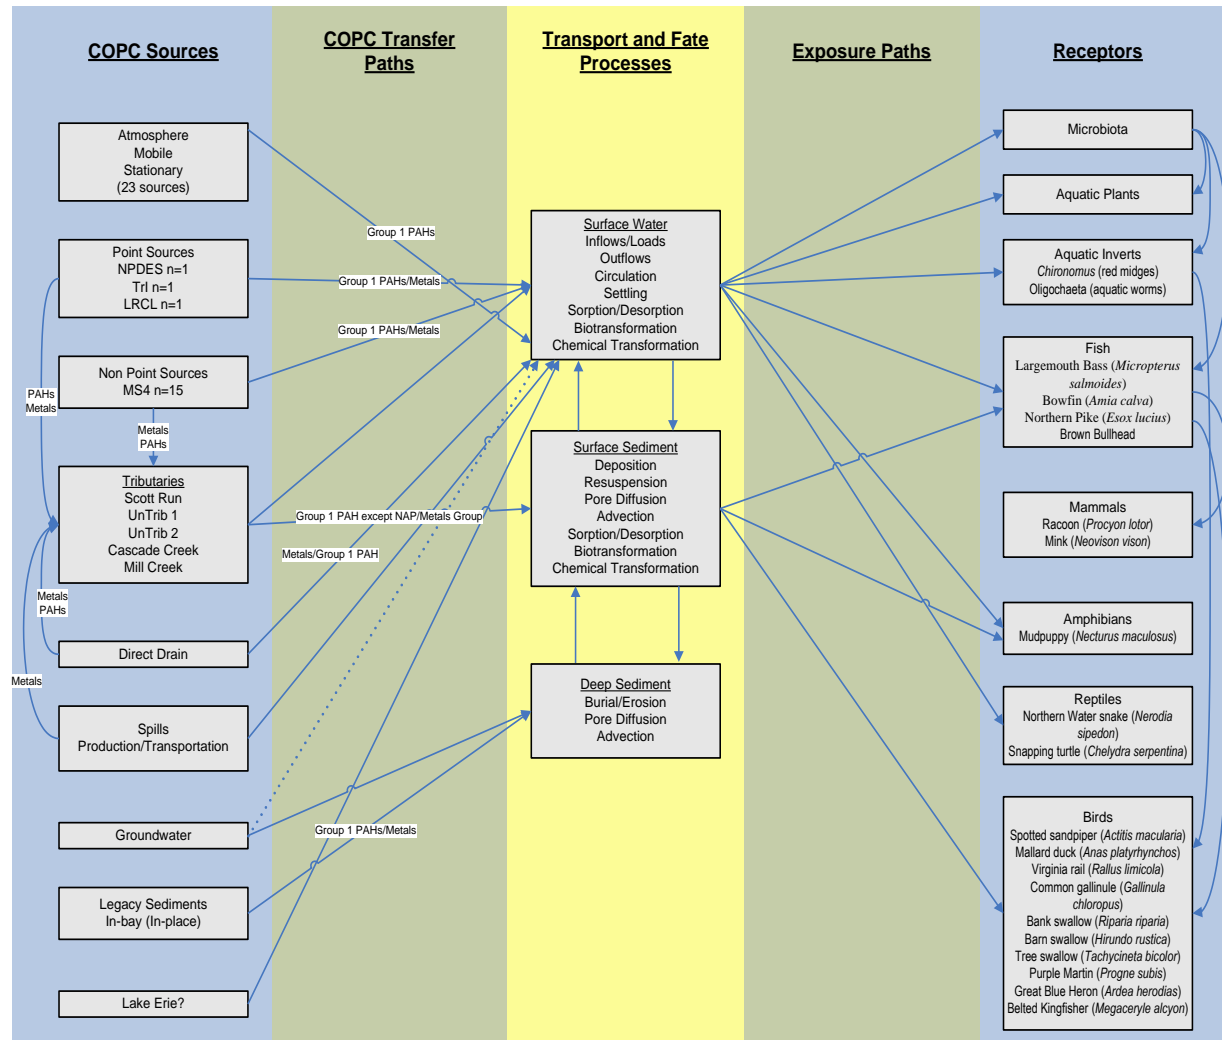 COPC Sources
COPC Transfer
Paths
Transport and Fate
Processes
Exposure Paths
Receptors
Atmosphere
Mobile
Stationary
(23 sources)
Point Sources
NPDES n=1
TrI n=1
LRCL n=1
Non Point Sources
MS4 n=15
PAHs
Metals
Metals
PAHs
Tributaries
Scott Run
UnTrib 1
UnTrib 2
Cascade Creek
Mill Creek
Metals
PAHs
Direct Drain
Metals
Spills
Production/Transportation
Groundwater
Legacy Sediments
In-bay (In-place)
Lake Erie?
Group 1 PAHs
Group 1 PAHs/Metals
Group 1 PAHs/Metals
Group 1 PAH except NAP/Metals Group
Metals/Group 1 PAH
Group 1 PAHs/Metals
Surface Water
Inflows/Loads
Outflows
Circulation
Settling
Sorption/Desorption
Biotransformation
Chemical Transformation
Surface Sediment
Deposition
Resuspension
Pore Diffusion
Advection
Sorption/Desorption
Biotransformation
Chemical Transformation
Deep Sediment
Burial/Erosion
Pore Diffusion
Advection
Microbiota
Aquatic Plants
Aquatic Inverts
Chironomus (red midges)
Oligochaeta (aquatic worms)
Fish
Largemouth Bass (Micropterus
salmoides)
Bowfin (Amia calva)
Northern Pike (Esox lucius)
Brown Bullhead
Mammals
Racoon (Procyon lotor)
Mink (Neovison vison)
Amphibians
Mudpuppy (Necturus maculosus)
Reptiles
Northern Water snake (Nerodia
sipedon)
Snapping turtle (Chelydra serpentina)
Birds
Spotted sandpiper (Actitis macularia)
Mallard duck (Anas platyrhynchos)
Virginia rail (Rallus limicola)
Common gallinule (Gallinula
chloropus)
Bank swallow (Riparia riparia)
Barn swallow (Hirundo rustica)
Tree swallow (Tachycineta bicolor)
Purple Martin (Progne subis)
Great Blue Heron (Ardea herodias)
Belted Kingfisher (Megaceryle alcyon)